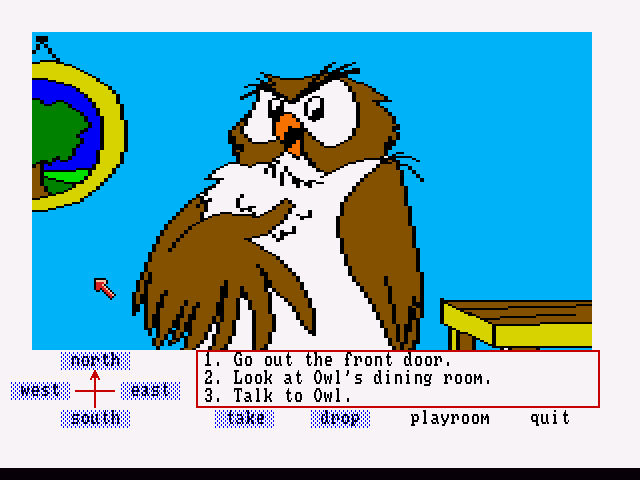 north
west east
south
1. Go out the front door.
2. Look at Owl's dining room.
3. Talk to Owl.
take drop playroom quit